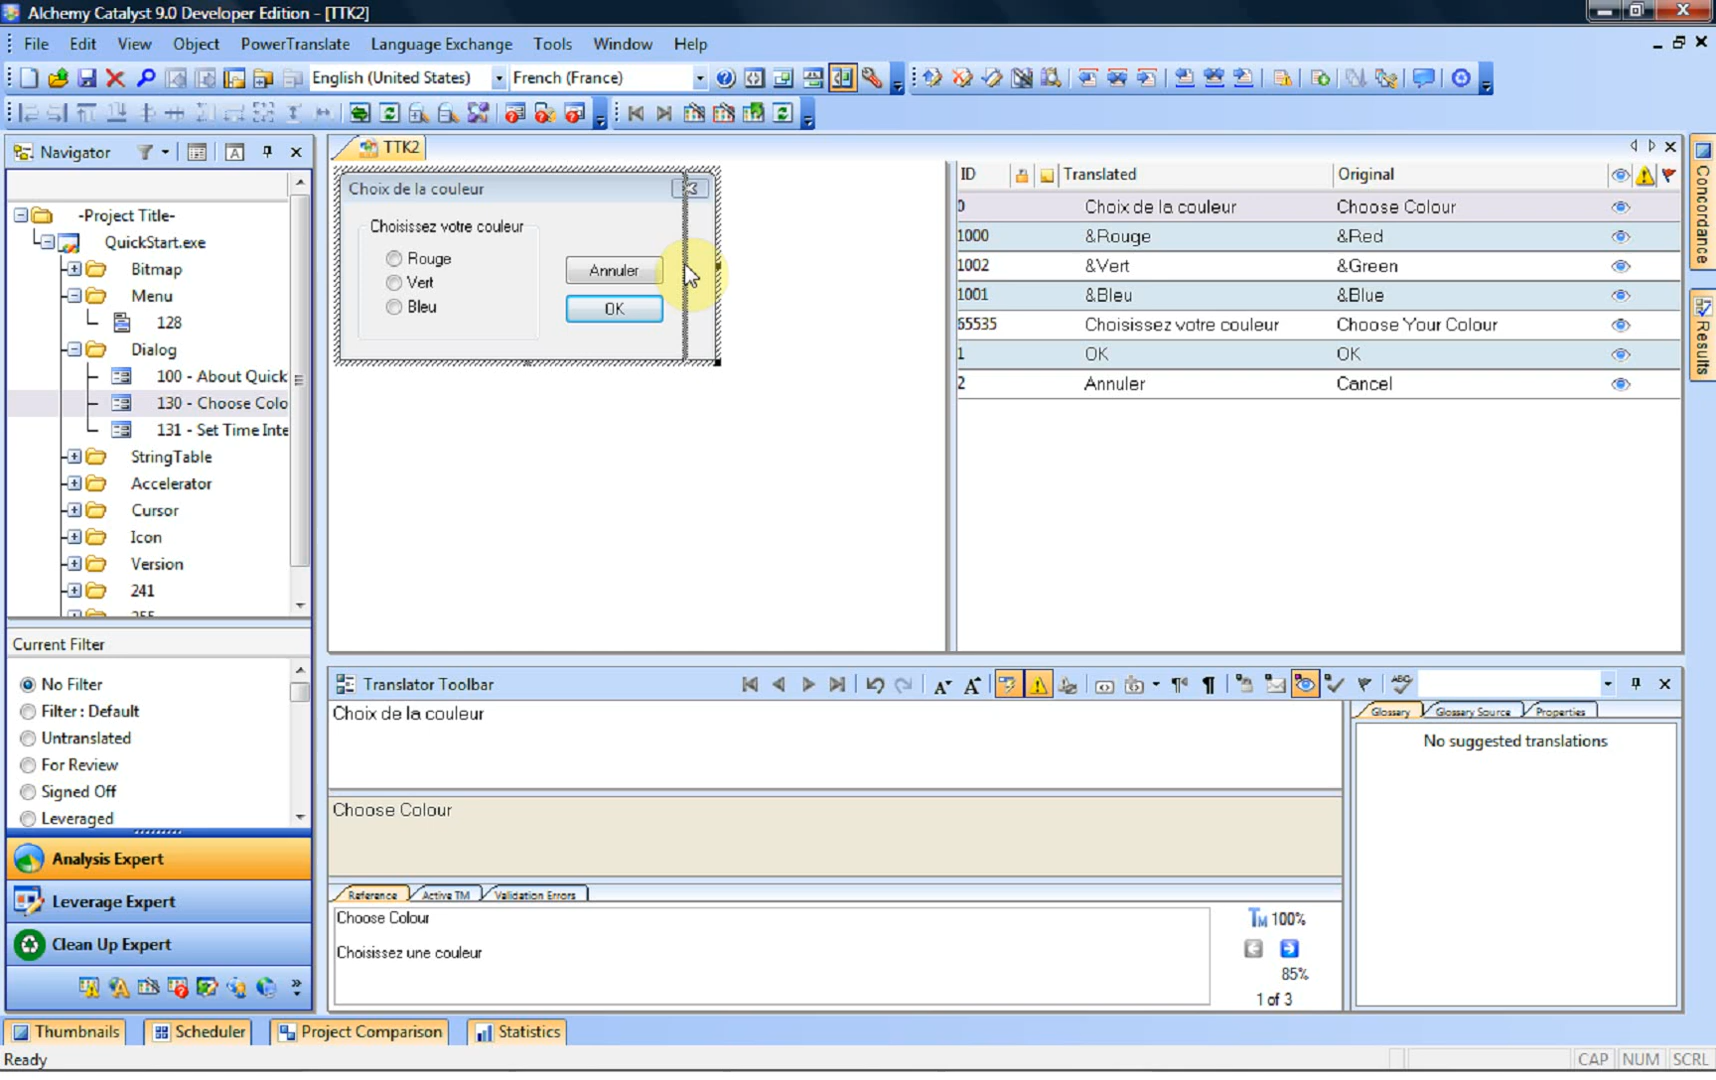 Alchemy Catalyst 9.0 Developer Edition - [TTK2]
File Edit View Object PowerTranslate Language Exchange Tools Window Help
English (United States) French (France)
Navigator
TTK2
-Project Title-
QuickStart.exe
Bitmap
Menu
128
Dialog
100 - About Quick
130 - Choose Colo
131 - Set Time Inte
StringTable
Accelerator
Cursor
Icon
Version
241
255
Current Filter
No Filter
Filter : Default
Untranslated
For Review
Signed Off
Leveraged
Analysis Expert
Leverage Expert
Clean Up Expert
Choix de la couleur
Choisissez votre couleur
Rouge
Vert
Bleu
Annuler
OK
ID Translated Original
0 Choix de la couleur Choose Colour
1000 &Rouge &Red
1002 &Vert &Green
1001 &Bleu &Blue
65535 Choisissez votre couleur Choose Your Colour
1 OK OK
2 Annuler Cancel
Concordance
Results
Translator Toolbar
Choix de la couleur
Choose Colour
Reference Active TM Validation Errors
Choose Colour
Choisissez une couleur
TM 100%
85%
1 of 3
Glossary Glossary Source Properties
No suggested translations
Thumbnails Scheduler Project Comparison Statistics
Ready
CAP NUM SCRL